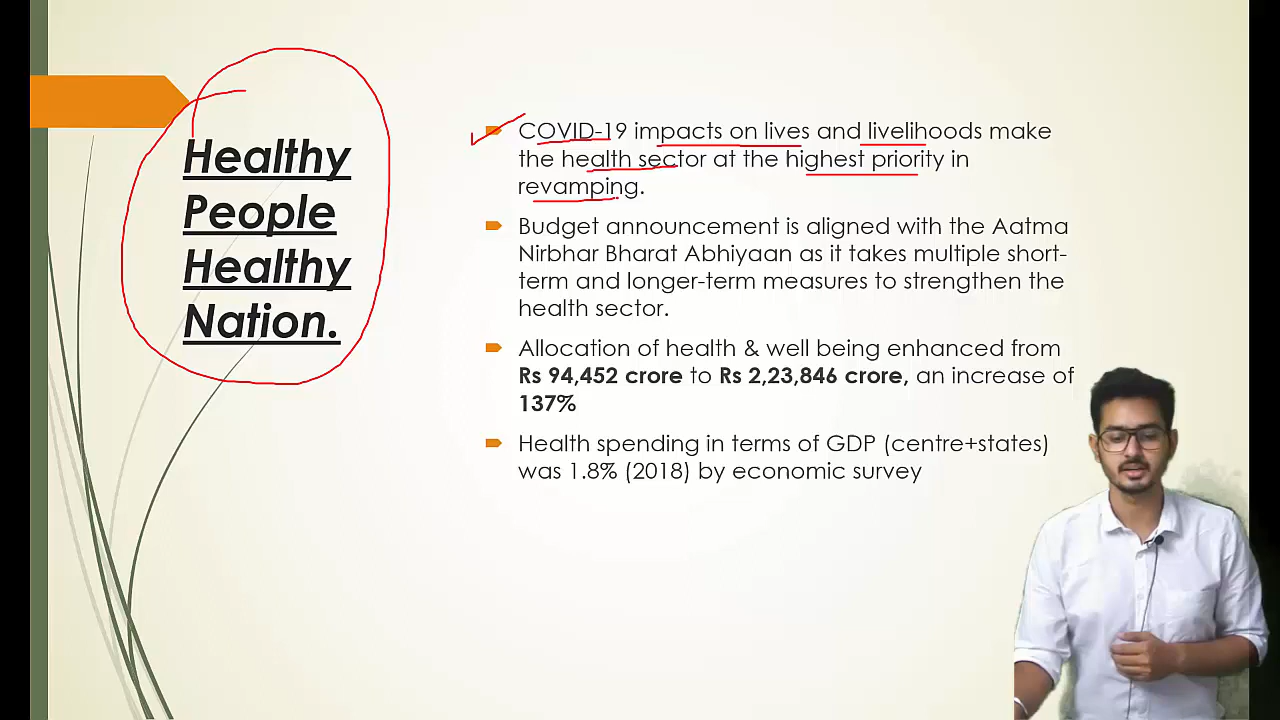 Healthy
People
Healthy
Nation.
COVID-19 impacts on lives and livelihoods make
the health sector at the highest priority in
revamping.
Budget announcement is aligned with the Aatma
Nirbhar Bharat Abhiyaan as it takes multiple short-
term and longer-term measures to strengthen the
health sector.
Allocation of health & well being enhanced from
Rs 94,452 crore to Rs 2,23,846 crore, an increase of
137%
Health spending in terms of GDP (centre+states)
was 1.8% (2018) by economic survey